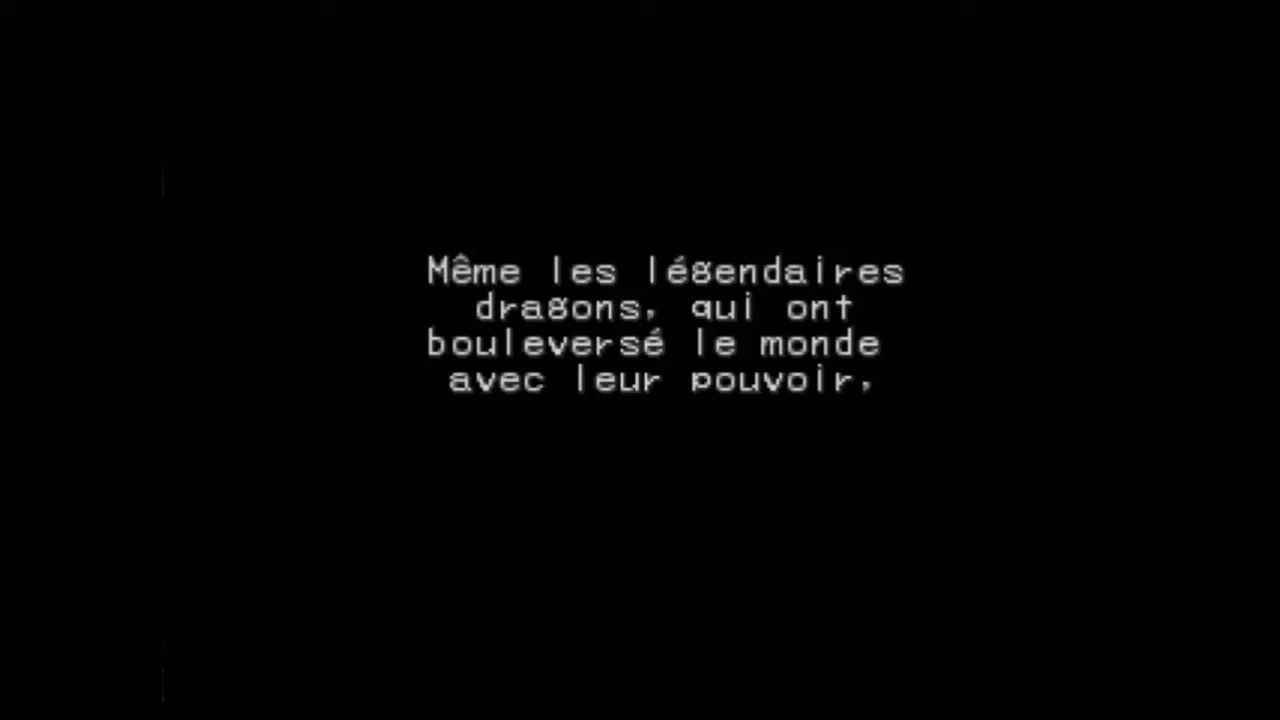 Même les légendaires
dragons, qui ont
bouleversé le monde
avec leur pouvoir,